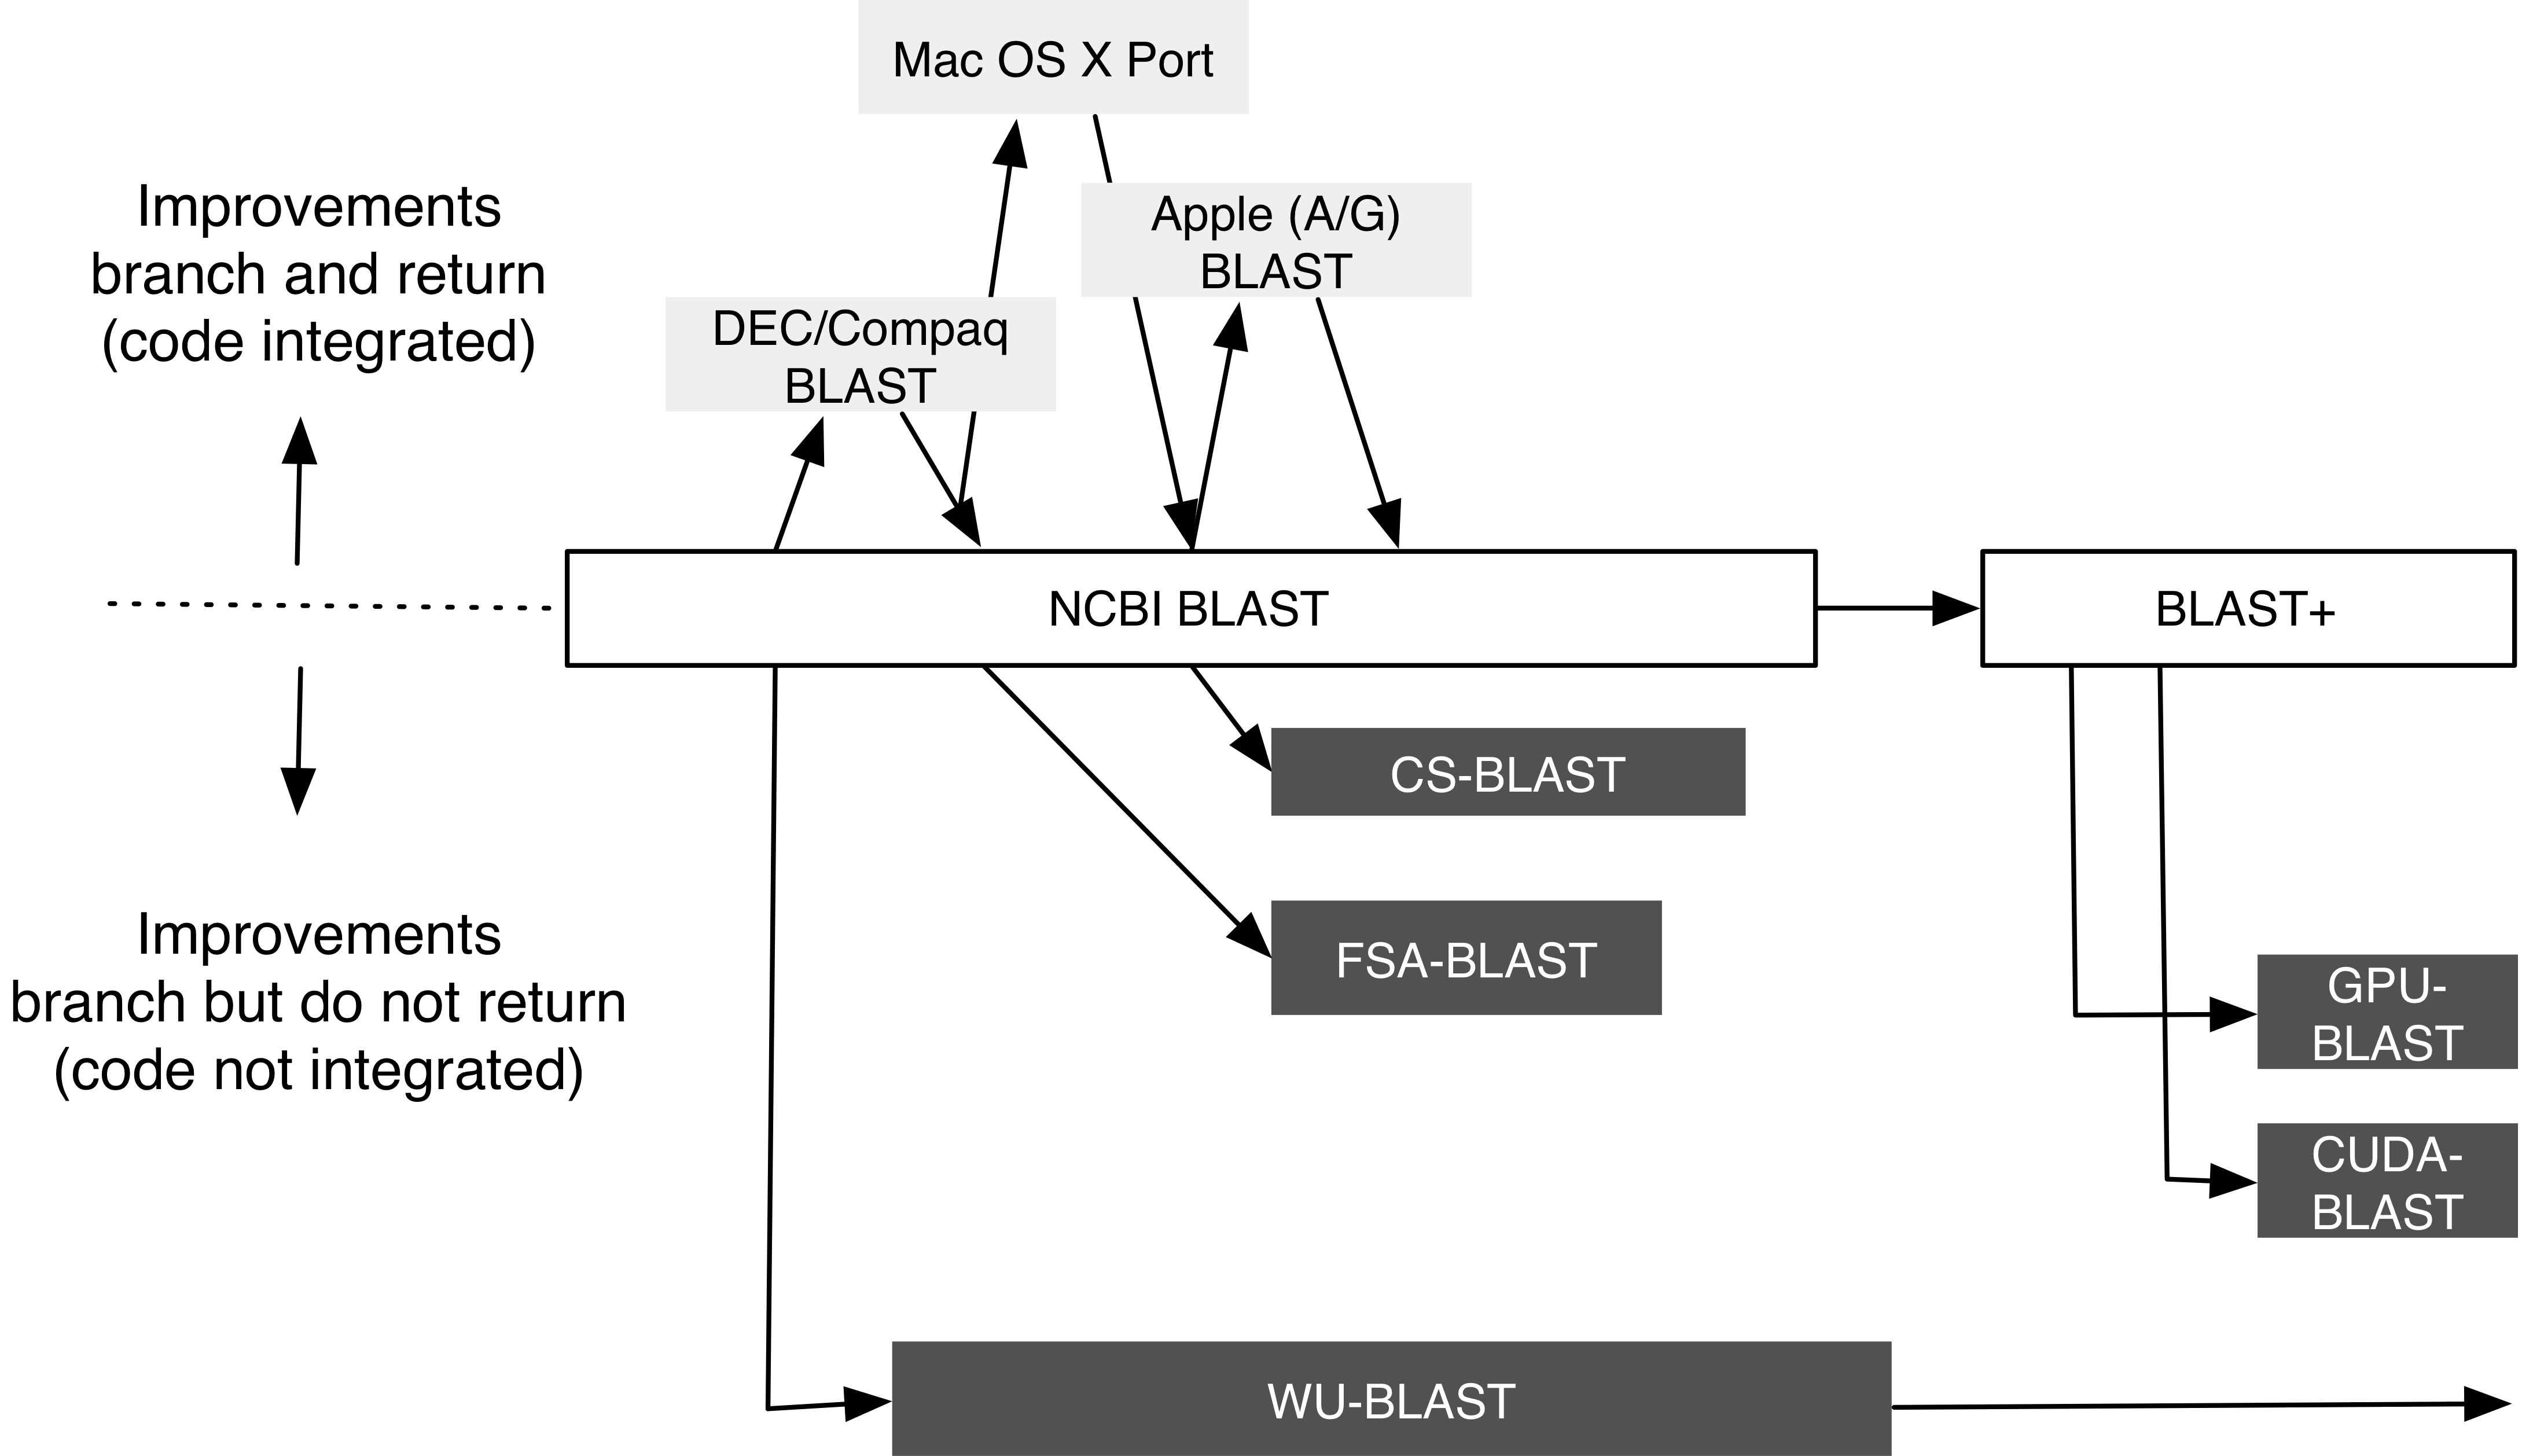 Mac OS X Port
Improvements
branch and return
(code integrated)
Apple (A/G)
BLAST
DEC/Compaq
BLAST
NCBI BLAST
BLAST+
CS-BLAST
Improvements
branch but do not return
(code not integrated)
FSA-BLAST
GPU-
BLAST
CUDA-
BLAST
WU-BLAST